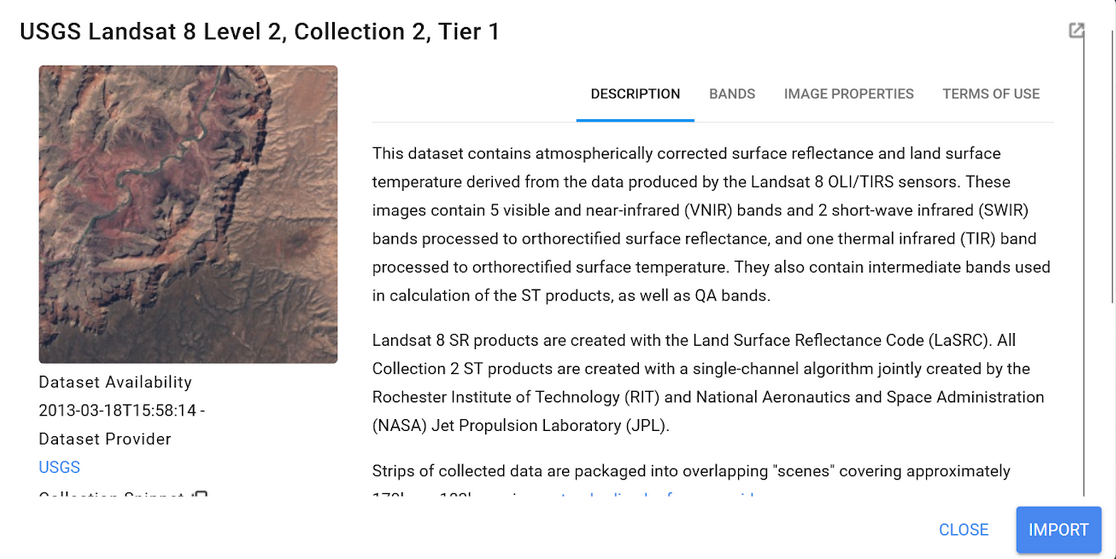 USGS Landsat 8 Level 2, Collection 2, Tier 1
DESCRIPTION
BANDS
IMAGE PROPERTIES
TERMS OF USE
This dataset contains atmospherically corrected surface reflectance and land surface
temperature derived from the data produced by the Landsat 8 OLI/TIRS sensors. These
images contain 5 visible and near-infrared (VNIR) bands and 2 short-wave infrared (SWIR)
bands processed to orthorectified surface reflectance, and one thermal infrared (TIR) band
processed to orthorectified surface temperature. They also contain intermediate bands used
in calculation of the ST products, as well as QA bands.
Landsat 8 SR products are created with the Land Surface Reflectance Code (LaSRC). All
Collection 2 ST products are created with a single-channel algorithm jointly created by the
Rochester Institute of Technology (RIT) and National Aeronautics and Space Administration
(NASA) Jet Propulsion Laboratory (JPL).
Strips of collected data are packaged into overlapping "scenes" covering approximately
Dataset Availability
2013-03-18T15:58:14 -
Dataset Provider
USGS
Collection Snippet
CLOSE
IMPORT